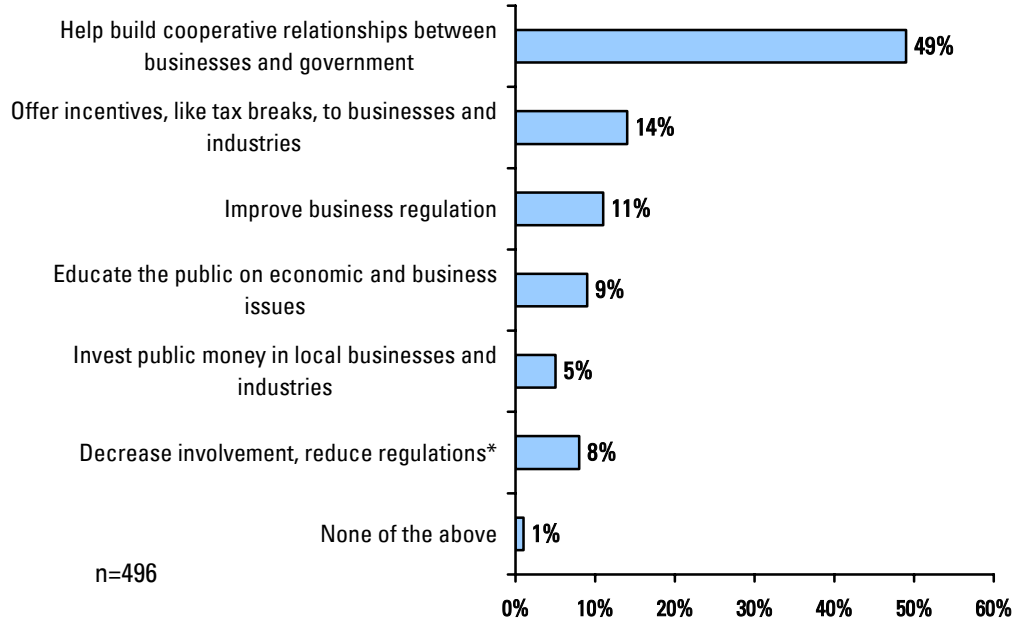 Help build cooperative relationships between
businesses and government
49%
Offer incentives, like tax breaks, to businesses and
industries
14%
Improve business regulation
11%
Educate the public on economic and business
issues
9%
Invest public money in local businesses and
industries
5%
Decrease involvement, reduce regulations*
8%
None of the above
1%
n=496
0% 10% 20% 30% 40% 50% 60%